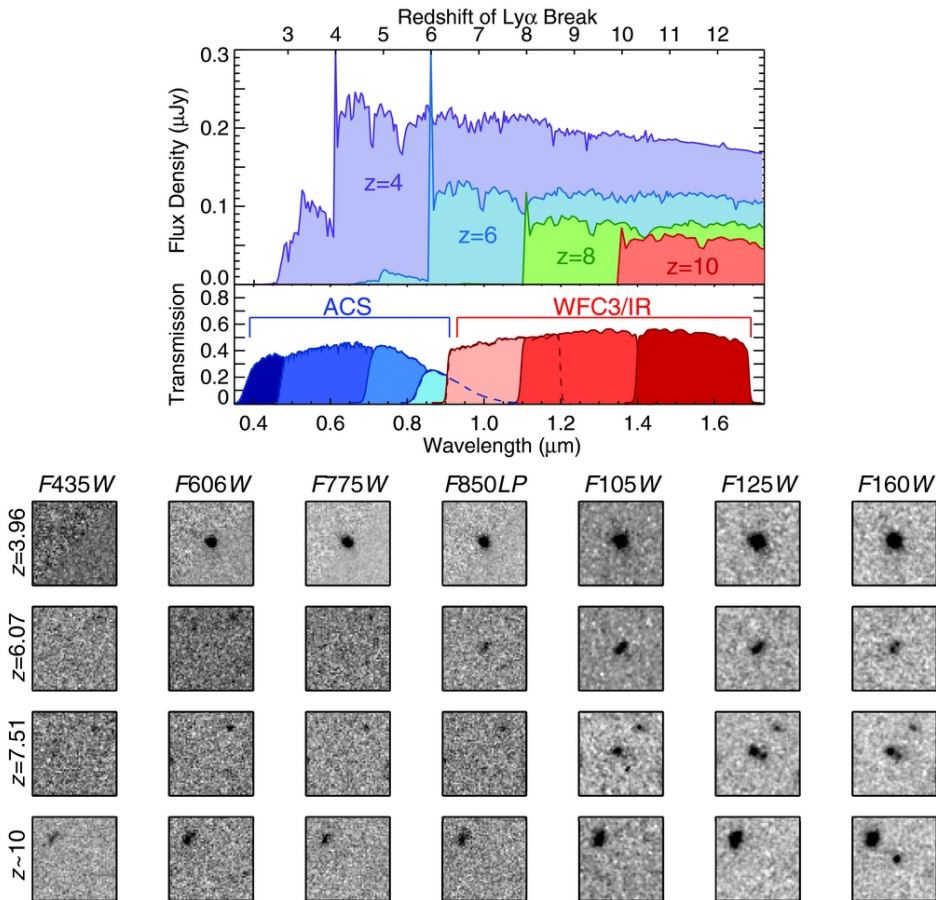 Redshift of Lyα Break
3 4 5 6 7 8 9 10 11 12
Flux Density (μJy)
0.3
0.2
0.1
0.0
z=4
z=6
z=8
z=10
Transmission
0.8
0.6
0.4
0.2
0
ACS
WFC3/IR
0.4 0.6 0.8 1.0 1.2 1.4 1.6
Wavelength (μm)
F435W F606W F775W F850LP F105W F125W F160W
z=3.96
z=6.07
z=7.51
z~10